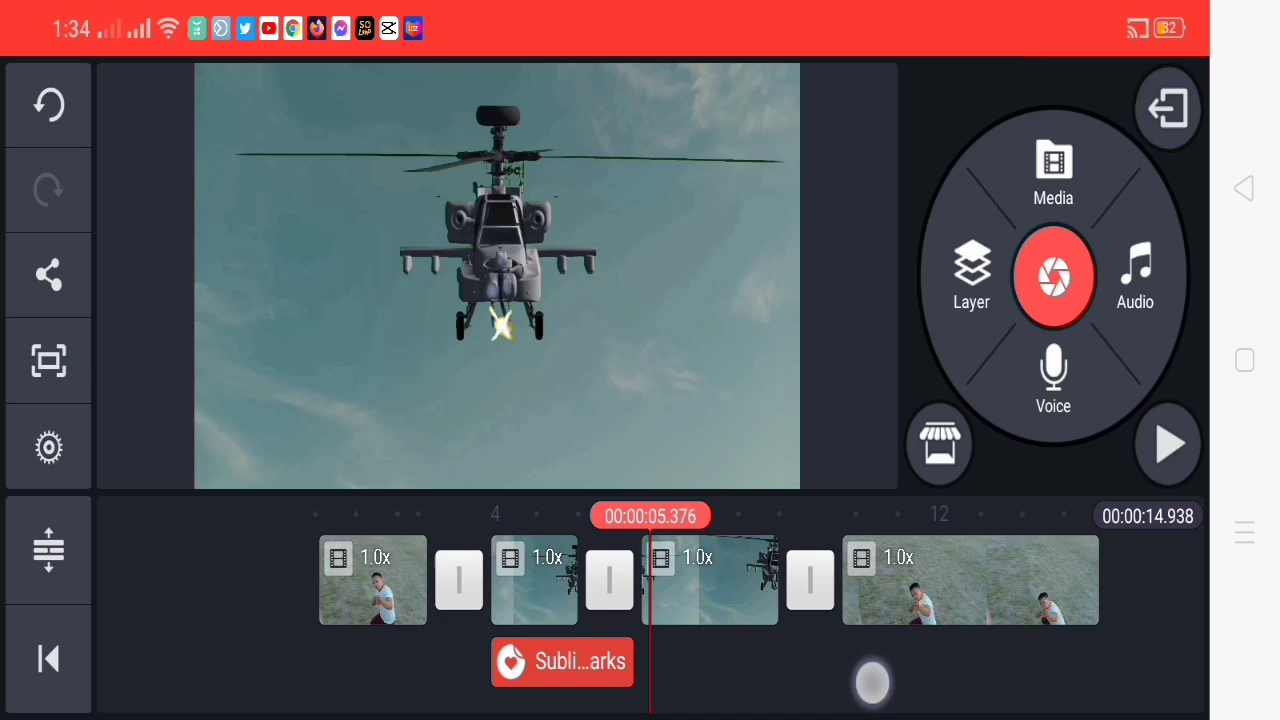 1:34
32
Media
Layer
Audio
Voice
4
00:00:05.376
12
00:00:14.938
1.0x
1.0x
1.0x
1.0x
Subli...arks